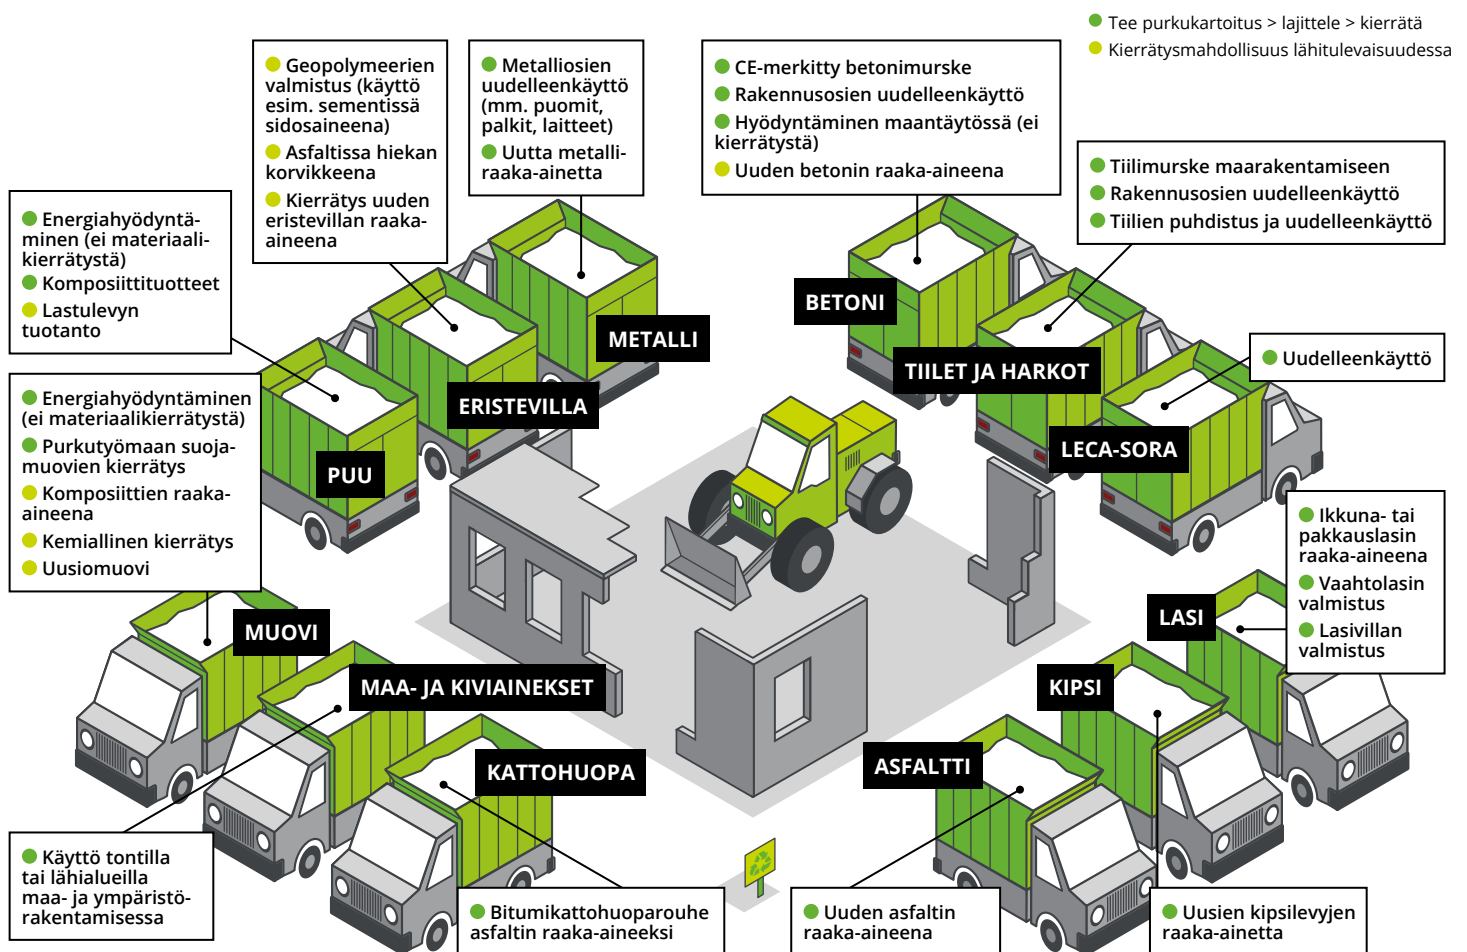 Tee purkukartoitus > lajittele > kierrätä
Kierrätysmahdollisuus lähitulevaisuudessa
Geopolymeerien
valmistus (käyttö
esim. sementissä
sidosaineena)
Asfaltissa hiekan
korvikkeena
Kierrätys uuden
eristevillan raaka-
aineena
Metalliosien
uudelleenkäyttö
(mm. puomit,
palkit, laitteet)
Uutta metalli-
raaka-ainetta
CE-merkitty betonimurske
Rakennusosien uudelleenkäyttö
Hyödyntäminen maantäytössä (ei
kierrätystä)
Uuden betonin raaka-aineena
Tiilimurske maarakentamiseen
Rakennusosien uudelleenkäyttö
Tiilien puhdistus ja uudelleenkäyttö
Energiahyödyntä-
minen (ei materiaali-
kierrätystä)
Komposiittituotteet
Lastulevyn
tuotanto
METALLI
BETONI
TIILET JA HARKOT
Uudelleenkäyttö
ERISTEVILLA
LECA-SORA
PUU
Energiahyödyntäminen
(ei materiaalikierrätystä)
Purkutyömaan suoja-
muovien kierrätys
Komposiittien raaka-
aineena
Kemiallinen kierrätys
Uusiomuovi
Ikkuna- tai
pakkauslasin
raaka-aineena
Vaahtolasin
valmistus
Lasivillan
valmistus
MUOVI
LASI
MAA- JA KIVIAINEKSET
KIPSI
KATTOHUOPA
ASFALTTI
Käyttö tontilla
tai lähialueilla
maa- ja ympäristö-
rakentamisessa
Bitumikattohuoparouhe
asfaltin raaka-aineeksi
Uuden asfaltin
raaka-aineena
Uusien kipsilevyjen
raaka-ainetta